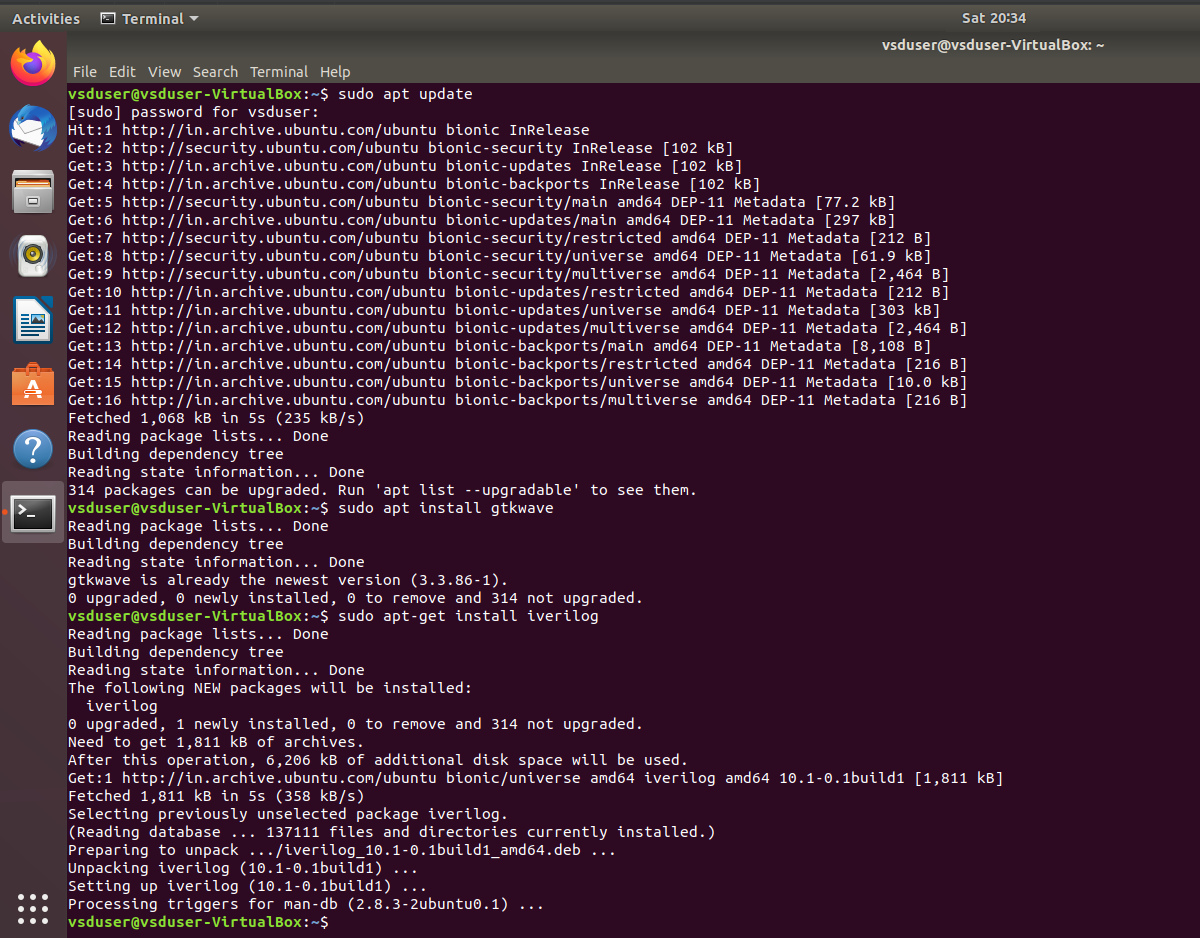 Activities Terminal Sat 20:34
vsduser@vsduser-VirtualBox: ~
File Edit View Search Terminal Help
vsduser@vsduser-VirtualBox:~$ sudo apt update
[sudo] password for vsduser:
Hit:1 http://in.archive.ubuntu.com/ubuntu bionic InRelease
Get:2 http://security.ubuntu.com/ubuntu bionic-security InRelease [102 kB]
Get:3 http://in.archive.ubuntu.com/ubuntu bionic-updates InRelease [102 kB]
Get:4 http://in.archive.ubuntu.com/ubuntu bionic-backports InRelease [102 kB]
Get:5 http://security.ubuntu.com/ubuntu bionic-security/main amd64 DEP-11 Metadata [77.2 kB]
Get:6 http://in.archive.ubuntu.com/ubuntu bionic-updates/main amd64 DEP-11 Metadata [297 kB]
Get:7 http://security.ubuntu.com/ubuntu bionic-security/restricted amd64 DEP-11 Metadata [212 B]
Get:8 http://security.ubuntu.com/ubuntu bionic-security/universe amd64 DEP-11 Metadata [61.9 kB]
Get:9 http://security.ubuntu.com/ubuntu bionic-security/multiverse amd64 DEP-11 Metadata [2,464 B]
Get:10 http://in.archive.ubuntu.com/ubuntu bionic-updates/restricted amd64 DEP-11 Metadata [212 B]
Get:11 http://in.archive.ubuntu.com/ubuntu bionic-updates/universe amd64 DEP-11 Metadata [303 kB]
Get:12 http://in.archive.ubuntu.com/ubuntu bionic-updates/multiverse amd64 DEP-11 Metadata [2,464 B]
Get:13 http://in.archive.ubuntu.com/ubuntu bionic-backports/main amd64 DEP-11 Metadata [8,108 B]
Get:14 http://in.archive.ubuntu.com/ubuntu bionic-backports/restricted amd64 DEP-11 Metadata [216 B]
Get:15 http://in.archive.ubuntu.com/ubuntu bionic-backports/universe amd64 DEP-11 Metadata [10.0 kB]
Get:16 http://in.archive.ubuntu.com/ubuntu bionic-backports/multiverse amd64 DEP-11 Metadata [216 B]
Fetched 1,068 kB in 5s (235 kB/s)
Reading package lists... Done
Building dependency tree
Reading state information... Done
314 packages can be upgraded. Run 'apt list --upgradable' to see them.
vsduser@vsduser-VirtualBox:~$ sudo apt install gtkwave
Reading package lists... Done
Building dependency tree
Reading state information... Done
gtkwave is already the newest version (3.3.86-1).
0 upgraded, 0 newly installed, 0 to remove and 314 not upgraded.
vsduser@vsduser-VirtualBox:~$ sudo apt-get install iverilog
Reading package lists... Done
Building dependency tree
Reading state information... Done
The following NEW packages will be installed:
  iverilog
0 upgraded, 1 newly installed, 0 to remove and 314 not upgraded.
Need to get 1,811 kB of archives.
After this operation, 6,206 kB of additional disk space will be used.
Get:1 http://in.archive.ubuntu.com/ubuntu bionic/universe amd64 iverilog amd64 10.1-0.1build1 [1,811 kB]
Fetched 1,811 kB in 5s (358 kB/s)
Selecting previously unselected package iverilog.
(Reading database ... 137111 files and directories currently installed.)
Preparing to unpack .../iverilog_10.1-0.1build1_amd64.deb ...
Unpacking iverilog (10.1-0.1build1) ...
Setting up iverilog (10.1-0.1build1) ...
Processing triggers for man-db (2.8.3-2ubuntu0.1) ...
vsduser@vsduser-VirtualBox:~$